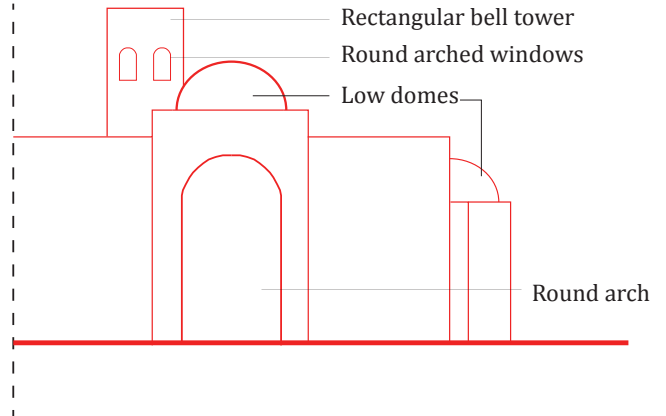 Rectangular bell tower
Round arched windows
Low domes
Round arch